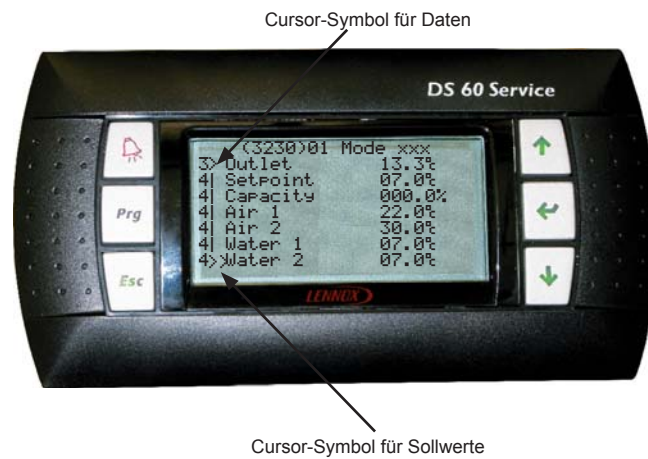 Cursor-Symbol für Daten
DS 60 Service
(3230)01 Mode xxx
3> Outlet 13.3℃
4| Setpoint 07.0℃
4| Capacity 000.0%
4| Air 1 22.0℃
4| Air 2 30.0℃
4| Water 1 07.0℃
4>>Water 2 07.0℃
Prg
Esc
LENNOX
Cursor-Symbol für Sollwerte